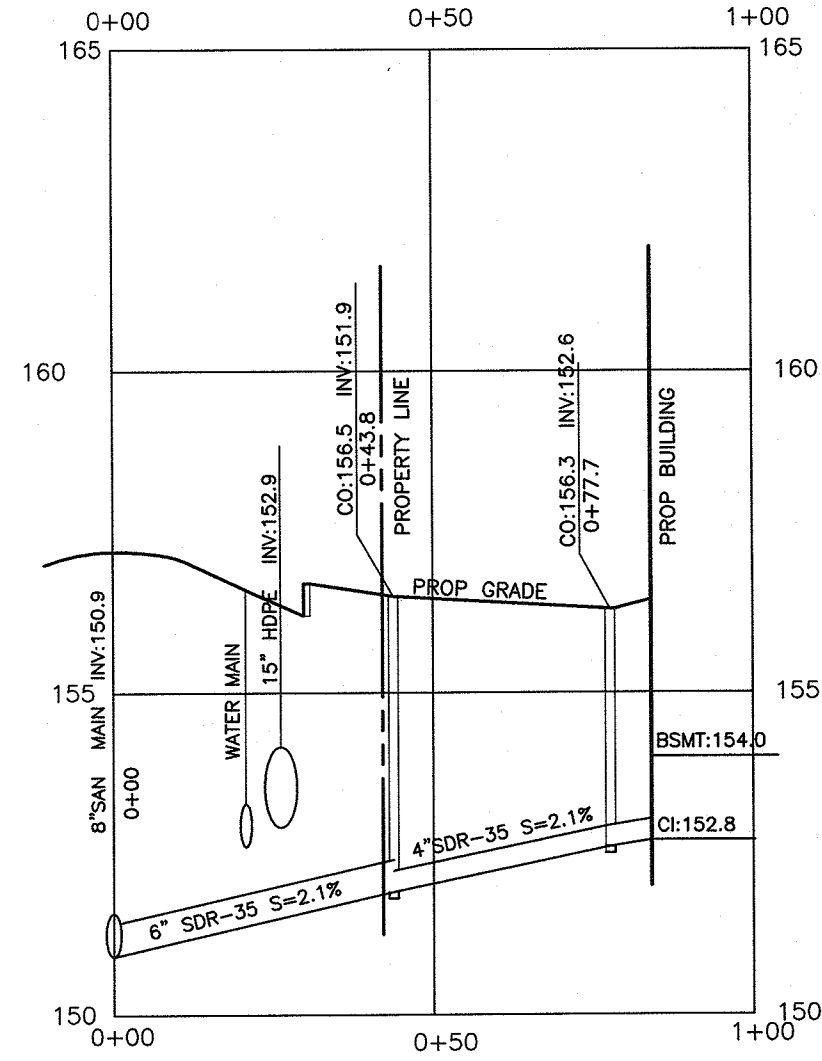 0+00
0+50
1+00
165
165
160
160
155
155
150
150
0+00
0+50
1+00
8"SAN MAIN INV:150.9
0+00
WATER MAIN
15" HDPE INV:152.9
CO:156.5 INV:151.9
0+43.8
PROPERTY LINE
PROP GRADE
CO:156.3 INV:152.6
0+77.7
PROP BUILDING
BSMT:154.0
CI:152.8
6" SDR-35 S=2.1%
4"SDR-35 S=2.1%